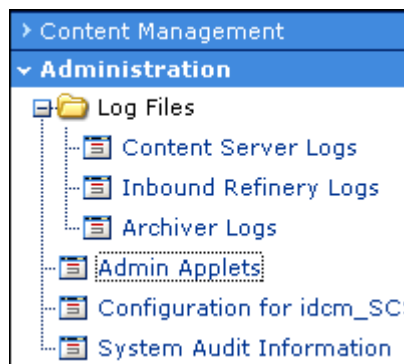 Content Management
Administration
Log Files
Content Server Logs
Inbound Refinery Logs
Archiver Logs
Admin Applets
Configuration for idcm_SC
System Audit Information